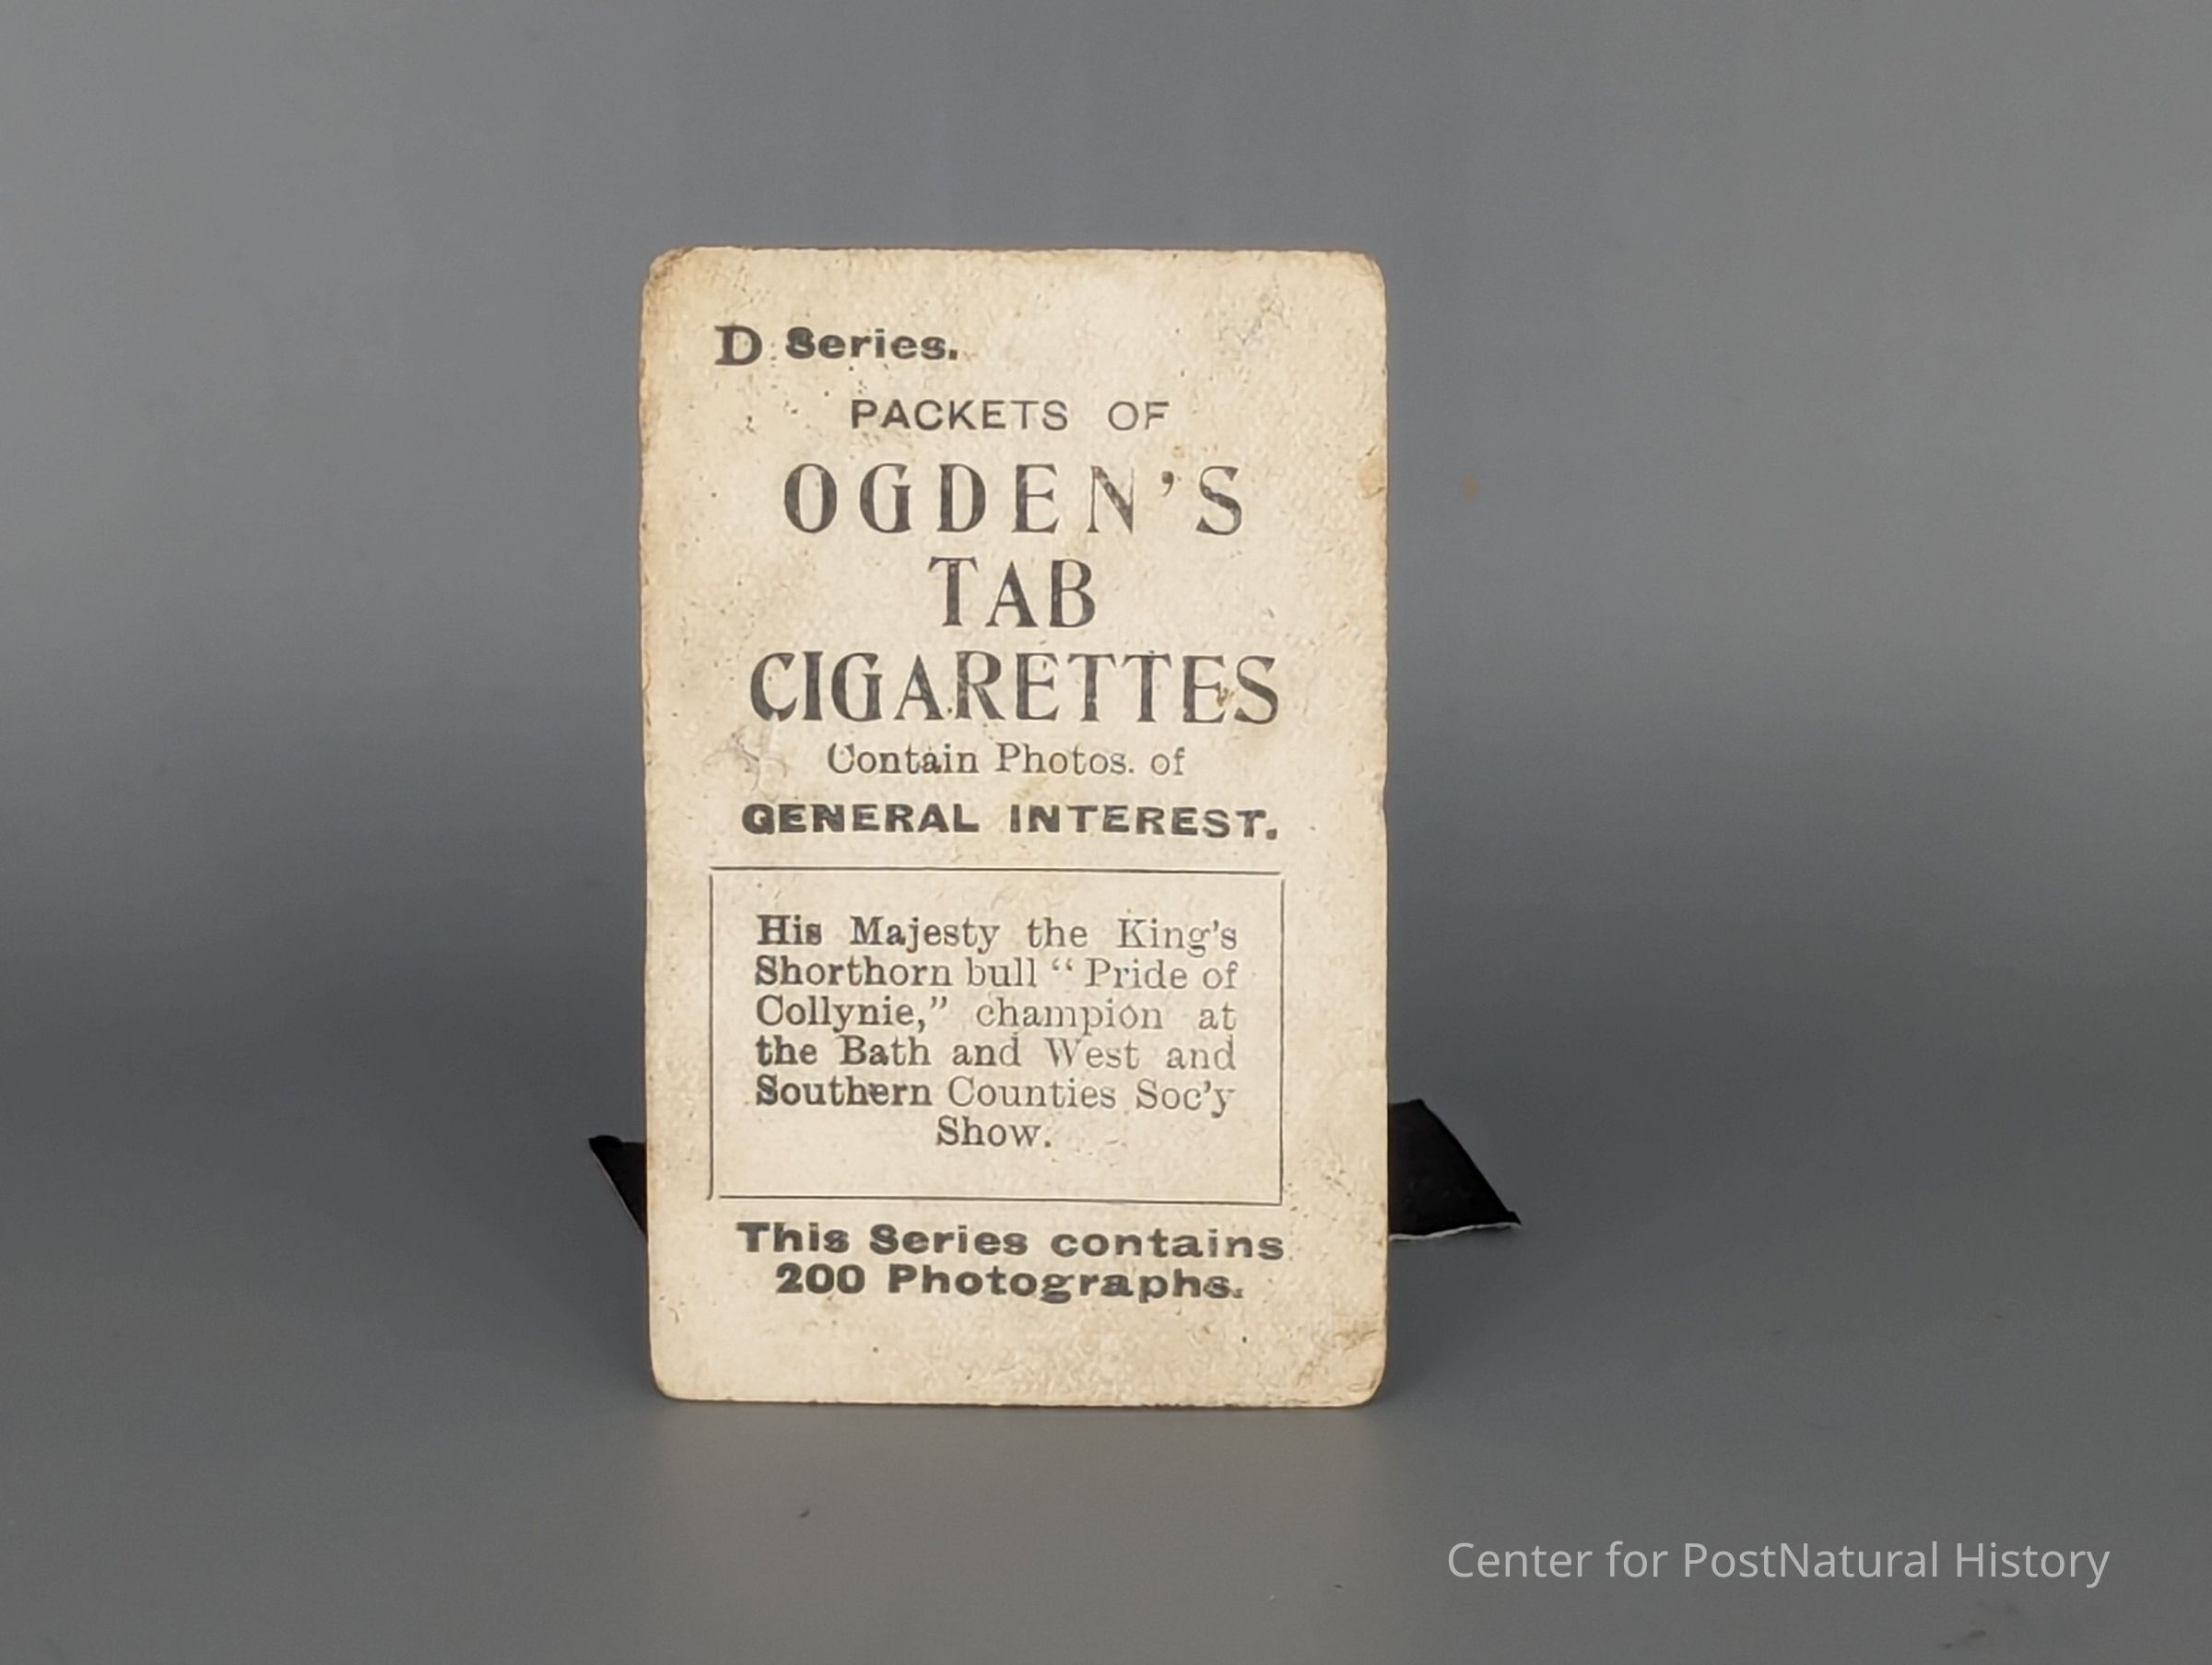 D Series.
PACKETS OF
OGDEN'S
TAB
CIGARETTES
Contain Photos. of
GENERAL INTEREST.
His Majesty the King's
Shorthorn bull “ Pride of
Collynie,” champion at
the Bath and West and
Southern Counties Soc'y
Show.
This Series contains
200 Photographs.
Center for PostNatural History